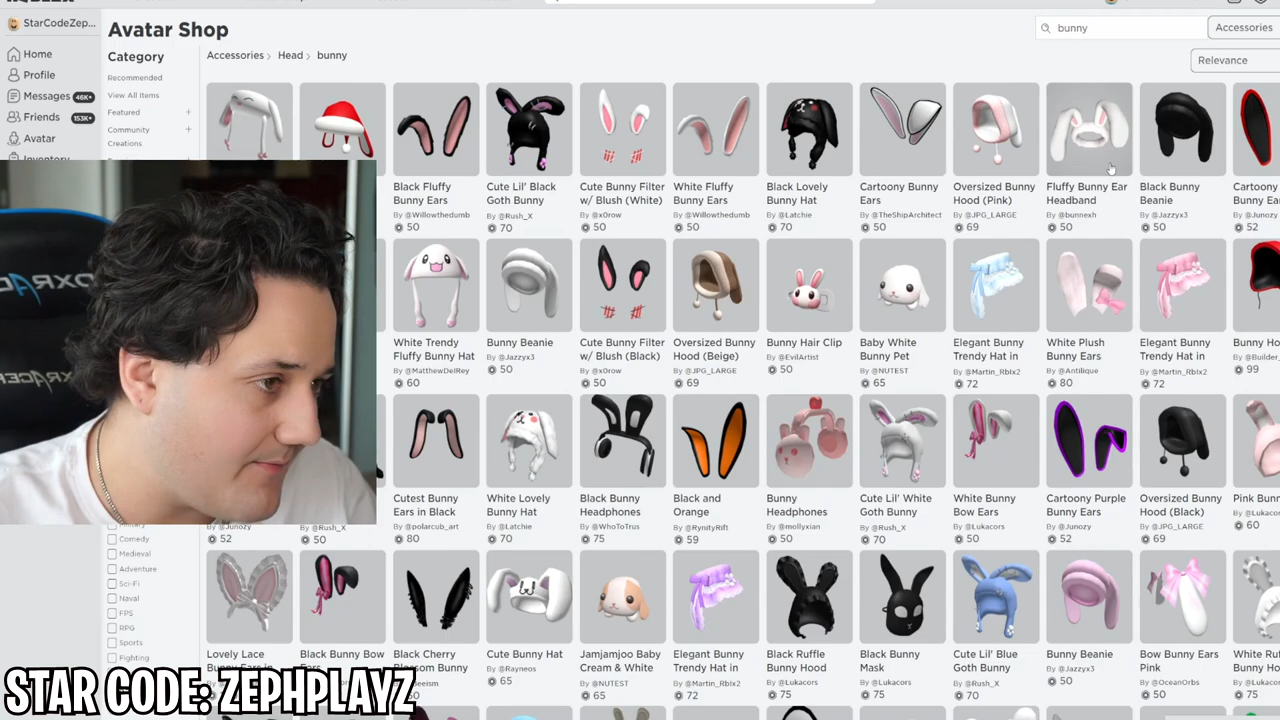 StarCodeZep...
Avatar Shop
bunny
Accessories
Home
Category
Accessories > Head > bunny
Relevance
Profile
Recommended
Messages 46K+
View All Items
Friends 153K+
Featured +
Community +
Creations
Avatar
Inventory
Black Fluffy
Bunny Ears
By @Willowthedumb
50
Cute Lil' Black
Goth Bunny
By @Rush_X
70
Cute Bunny Filter
w/ Blush (White)
By @x0row
50
White Fluffy
Bunny Ears
By @Willowthedumb
50
Black Lovely
Bunny Hat
By @Latchie
70
Cartoony Bunny
Ears
By @TheShipArchitect
50
Oversized Bunny
Hood (Pink)
By @JPG_LARGE
69
Fluffy Bunny Ear
Headband
By @bunnexh
50
Black Bunny
Beanie
By @Jazzyx3
50
Cartoony
Bunny Ea
By @Junozy
52
White Trendy
Fluffy Bunny Hat
By @MatthewDelRey
60
Bunny Beanie
By @Jazzyx3
50
Cute Bunny Filter
w/ Blush (Black)
By @x0row
50
Oversized Bunny
Hood (Beige)
By @JPG_LARGE
69
Bunny Hair Clip
By @EvilArtist
50
Baby White
Bunny Pet
By @NUTEST
65
Elegant Bunny
Trendy Hat in
By @Martin_Rblx2
72
White Plush
Bunny Ears
By @Antilique
80
Elegant Bunny
Trendy Hat in
By @Martin_Rblx2
72
Bunny Ho
By @Builder_
99
By @Junozy
52
By @Rush_X
50
Cutest Bunny
Ears in Black
By @polarcub_art
80
White Lovely
Bunny Hat
By @Latchie
70
Black Bunny
Headphones
By @WhoToTrus
75
Black and
Orange
By @RynityRift
59
Bunny
Headphones
By @mollyxian
50
Cute Lil' White
Goth Bunny
By @Rush_X
70
White Bunny
Bow Ears
By @Lukacors
50
Cartoony Purple
Bunny Ears
By @Junozy
52
Oversized Bunny
Hood (Black)
By @JPG_LARGE
69
Pink Bun
By @Lukaco
60
Comedy
Medieval
Adventure
Sci-Fi
Naval
FPS
RPG
Sports
Fighting
Lovely Lace
Bunny Ears in
Black Bunny Bow
Ears
Black Cherry
Blossom Bunny
50
Cute Bunny Hat
By @Rayneos
65
Jamjamjoo Baby
Cream & White
By @NUTEST
65
Elegant Bunny
Trendy Hat in
By @Martin_Rblx2
72
Black Ruffle
Bunny Hood
By @Lukacors
75
Black Bunny
Mask
By @Lukacors
75
Cute Lil' Blue
Goth Bunny
By @Rush_X
70
Bunny Beanie
By @Jazzyx3
50
Bow Bunny Ears
Pink
By @OceanOrbs
50
White Ruf
Bunny Ho
By @Lukacor
75
STAR CODE: ZEPHPLAYZ